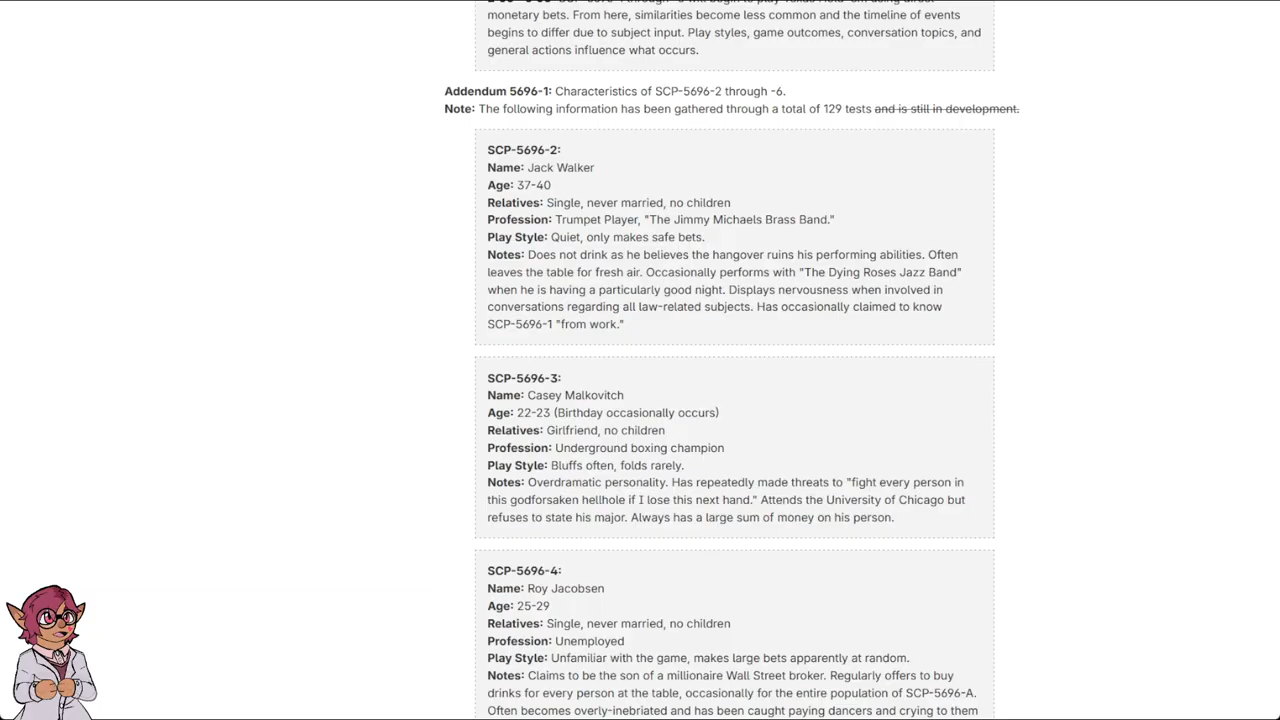 monetary bets. From here, similarities become less common and the timeline of events
begins to differ due to subject input. Play styles, game outcomes, conversation topics, and
general actions influence what occurs.
Addendum 5696-1: Characteristics of SCP-5696-2 through -6.
Note: The following information has been gathered through a total of 129 tests and is still in development.
SCP-5696-2:
Name: Jack Walker
Age: 37-40
Relatives: Single, never married, no children
Profession: Trumpet Player, "The Jimmy Michaels Brass Band."
Play Style: Quiet, only makes safe bets.
Notes: Does not drink as he believes the hangover ruins his performing abilities. Often
leaves the table for fresh air. Occasionally performs with "The Dying Roses Jazz Band"
when he is having a particularly good night. Displays nervousness when involved in
conversations regarding all law-related subjects. Has occasionally claimed to know
SCP-5696-1 "from work."
SCP-5696-3:
Name: Casey Malkovitch
Age: 22-23 (Birthday occasionally occurs)
Relatives: Girlfriend, no children
Profession: Underground boxing champion
Play Style: Bluffs often, folds rarely.
Notes: Overdramatic personality. Has repeatedly made threats to "fight every person in
this godforsaken hellhole if I lose this next hand." Attends the University of Chicago but
refuses to state his major. Always has a large sum of money on his person.
SCP-5696-4:
Name: Roy Jacobsen
Age: 25-29
Relatives: Single, never married, no children
Profession: Unemployed
Play Style: Unfamiliar with the game, makes large bets apparently at random.
Notes: Claims to be the son of a millionaire Wall Street broker. Regularly offers to buy
drinks for every person at the table, occasionally for the entire population of SCP-5696-A.
Often becomes overly-inebriated and has been caught paying dancers and crying to them